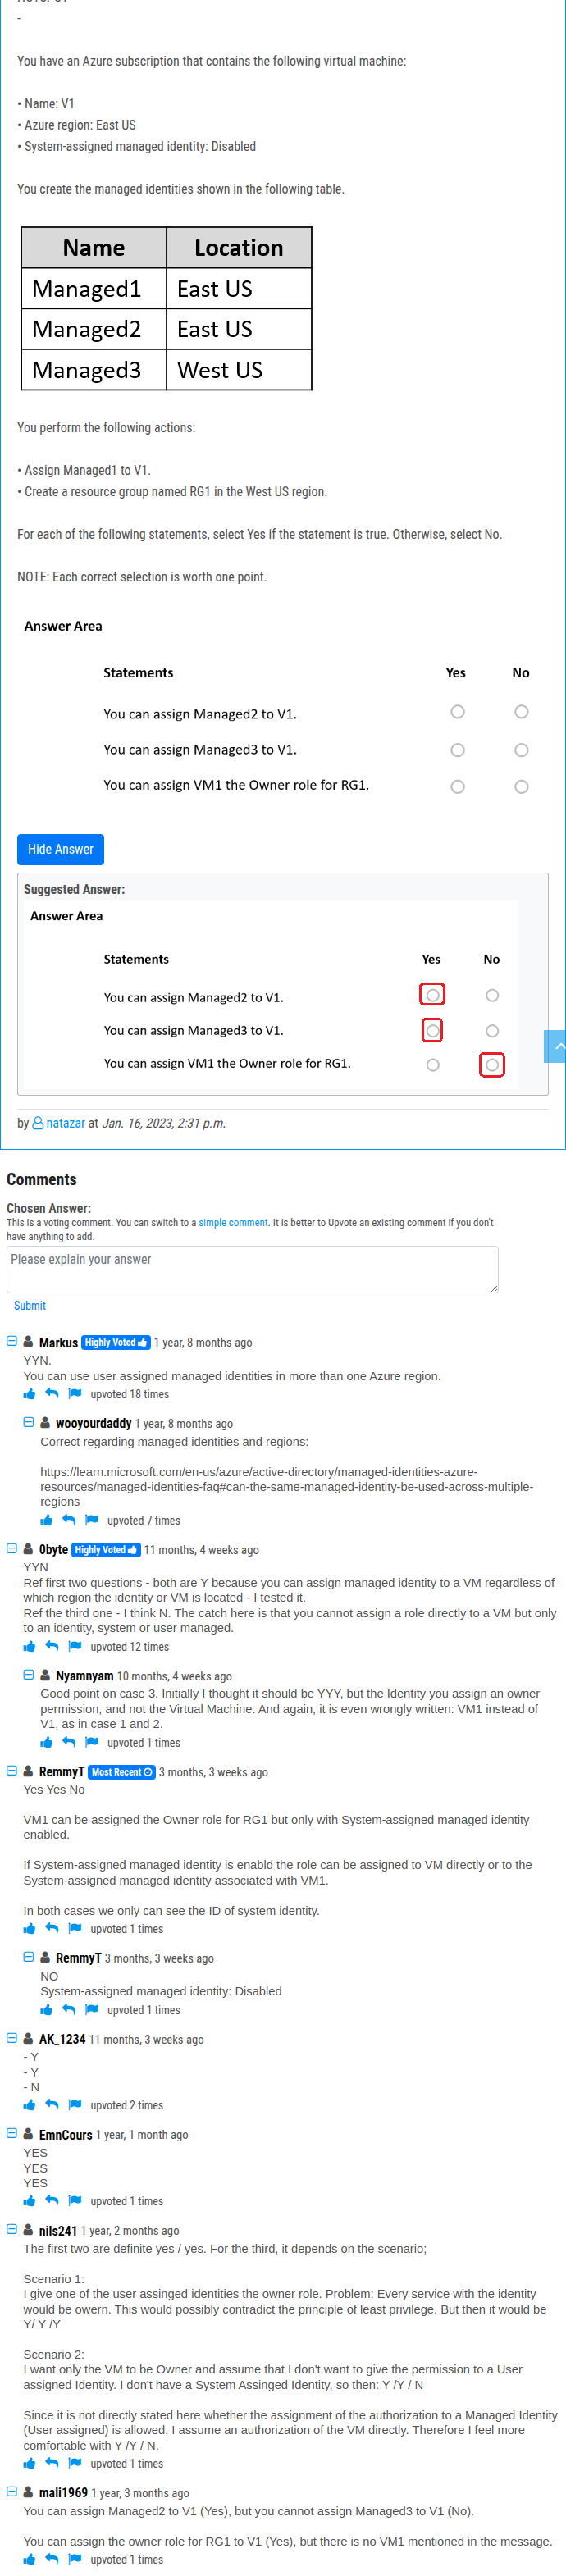 -
You have an Azure subscription that contains the following virtual machine:
• Name: V1
• Azure region: East US
• System-assigned managed identity: Disabled
You create the managed identities shown in the following table.
Name Location
Managed1 East US
Managed2 East US
Managed3 West US
You perform the following actions:
• Assign Managed1 to V1.
• Create a resource group named RG1 in the West US region.
For each of the following statements, select Yes if the statement is true. Otherwise, select No.
NOTE: Each correct selection is worth one point.
Answer Area
Statements Yes No
You can assign Managed2 to V1.
You can assign Managed3 to V1.
You can assign VM1 the Owner role for RG1.
Hide Answer
Suggested Answer:
Answer Area
Statements Yes No
You can assign Managed2 to V1.
You can assign Managed3 to V1.
You can assign VM1 the Owner role for RG1.
by natazar at Jan. 16, 2023, 2:31 p.m.
Comments
Chosen Answer:
This is a voting comment. You can switch to a simple comment. It is better to Upvote an existing comment if you don't
have anything to add.
Please explain your answer
Submit
Markus Highly Voted 1 year, 8 months ago
YYN.
You can use user assigned managed identities in more than one Azure region.
upvoted 18 times
wooyourdaddy 1 year, 8 months ago
Correct regarding managed identities and regions:
https://learn.microsoft.com/en-us/azure/active-directory/managed-identities-azure-
resources/managed-identities-faq#can-the-same-managed-identity-be-used-across-multiple-
regions
upvoted 7 times
0byte Highly Voted 11 months, 4 weeks ago
YYN
Ref first two questions - both are Y because you can assign managed identity to a VM regardless of
which region the identity or VM is located - I tested it.
Ref the third one - I think N. The catch here is that you cannot assign a role directly to a VM but only
to an identity, system or user managed.
upvoted 12 times
Nyamnyam 10 months, 4 weeks ago
Good point on case 3. Initially I thought it should be YYY, but the Identity you assign an owner
permission, and not the Virtual Machine. And again, it is even wrongly written: VM1 instead of
V1, as in case 1 and 2.
upvoted 1 times
RemmyT Most Recent 3 months, 3 weeks ago
Yes Yes No
VM1 can be assigned the Owner role for RG1 but only with System-assigned managed identity
enabled.
If System-assigned managed identity is enabld the role can be assigned to VM directly or to the
System-assigned managed identity associated with VM1.
In both cases we only can see the ID of system identity.
upvoted 1 times
RemmyT 3 months, 3 weeks ago
NO
System-assigned managed identity: Disabled
upvoted 1 times
AK_1234 11 months, 3 weeks ago
- Y
- Y
- N
upvoted 2 times
EmnCours 1 year, 1 month ago
YES
YES
YES
upvoted 1 times
nils241 1 year, 2 months ago
The first two are definite yes / yes. For the third, it depends on the scenario;
Scenario 1:
I give one of the user assinged identities the owner role. Problem: Every service with the identity
would be owern. This would possibly contradict the principle of least privilege. But then it would be
Y/ Y /Y
Scenario 2:
I want only the VM to be Owner and assume that I don't want to give the permission to a User
assigned Identity. I don't have a System Assinged Identity, so then: Y /Y / N
Since it is not directly stated here whether the assignment of the authorization to a Managed Identity
(User assigned) is allowed, I assume an authorization of the VM directly. Therefore I feel more
comfortable with Y /Y / N.
upvoted 1 times
mali1969 1 year, 3 months ago
You can assign Managed2 to V1 (Yes), but you cannot assign Managed3 to V1 (No).
You can assign the owner role for RG1 to V1 (Yes), but there is no VM1 mentioned in the message.
upvoted 1 times